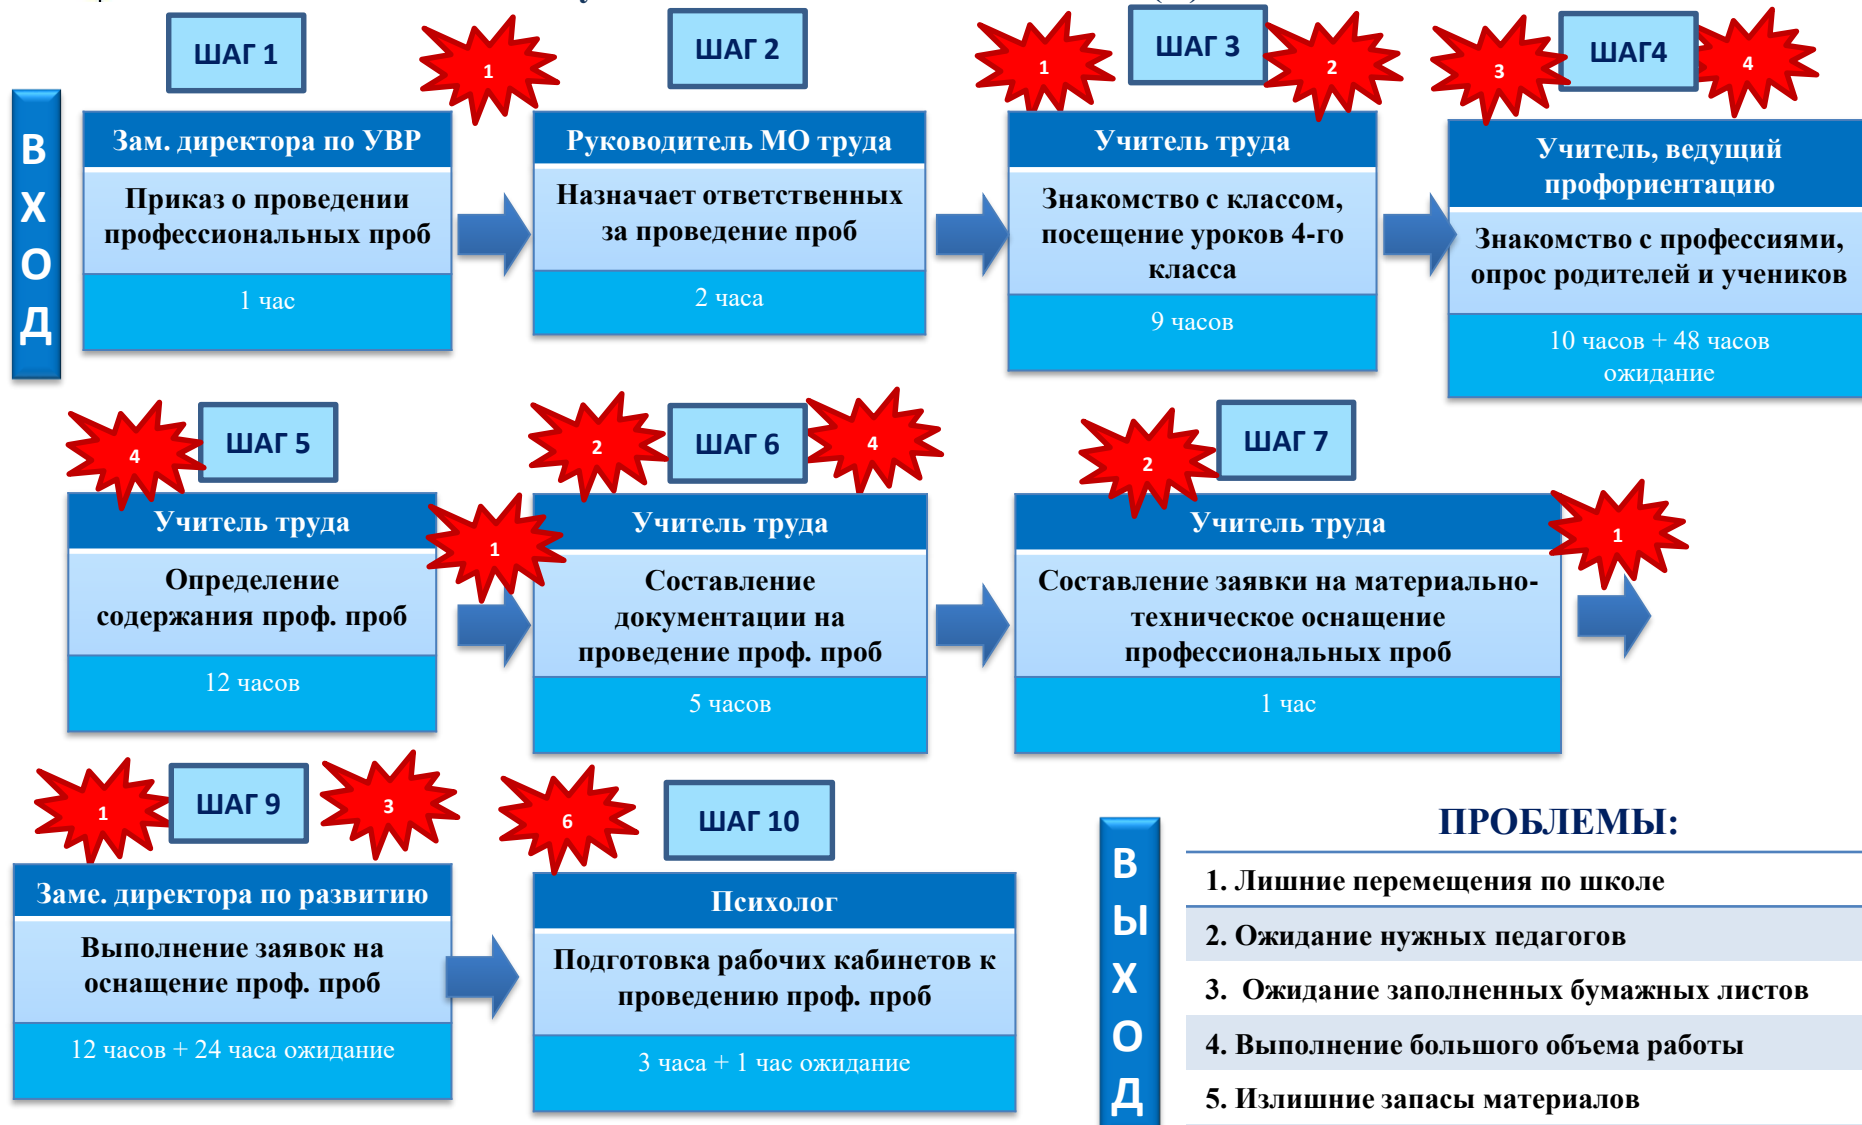 ШАГ 1
1
ШАГ 2
1
ШАГ 3
2
3
ШАГ4
4
В
Х
О
Д
Зам. директора по УВР
Приказ о проведении
профессиональных проб
1 час
Руководитель МО труда
Назначает ответственных
за проведение проб
2 часа
Учитель труда
Знакомство с классом,
посещение уроков 4-го
класса
9 часов
Учитель, ведущий
профориентацию
Знакомство с профессиями,
опрос родителей и учеников
10 часов + 48 часов
ожидание
4
ШАГ 5
2
ШАГ 6
4
2
ШАГ 7
Учитель труда
Определение
содержания проф. проб
12 часов
1
Учитель труда
Составление
документации на
проведение проф. проб
5 часов
Учитель труда
Составление заявки на материально-
техническое оснащение
профессиональных проб
1 час
1
1
ШАГ 9
3
6
ШАГ 10
Заме. директора по развитию
Выполнение заявок на
оснащение проф. проб
12 часов + 24 часа ожидание
Психолог
Подготовка рабочих кабинетов к
проведению проф. проб
3 часа + 1 час ожидание
В
Ы
Х
О
Д
ПРОБЛЕМЫ:
1. Лишние перемещения по школе
2. Ожидание нужных педагогов
3. Ожидание заполненных бумажных листов
4. Выполнение большого объема работы
5. Излишние запасы материалов